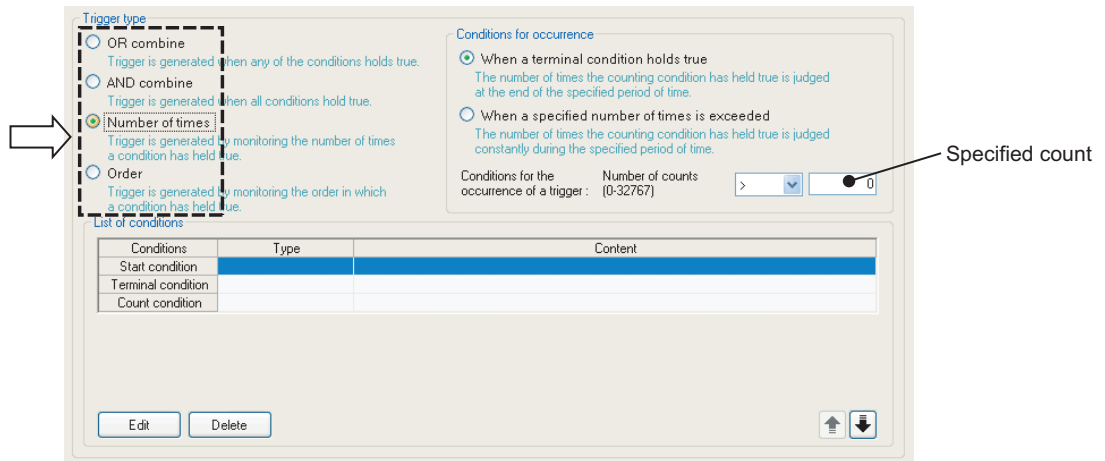 Trigger type
OR combine
Trigger is generated when any of the conditions holds true.
AND combine
Trigger is generated when all conditions hold true.
Number of times
Trigger is generated by monitoring the number of times
a condition has held true.
Order
Trigger is generated by monitoring the order in which
a condition has held true.
Conditions for occurrence
When a terminal condition holds true
The number of times the counting condition has held true is judged
at the end of the specified period of time.
When a specified number of times is exceeded
The number of times the counting condition has held true is judged
constantly during the specified period of time.
Conditions for the Number of counts
occurrence of a trigger : (0-32767) > 0
Specified count
List of conditions
Conditions Type Content
Start condition
Terminal condition
Count condition
Edit Delete